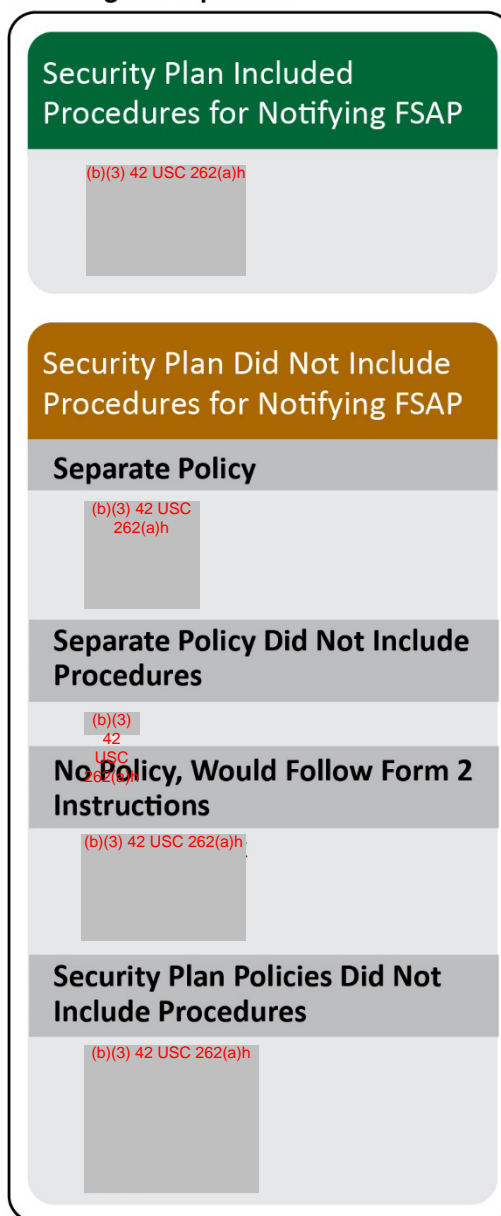 Security Plan Included
Procedures for Notifying FSAP
(b)(3) 42 USC 262(a)h
Security Plan Did Not Include
Procedures for Notifying FSAP
Separate Policy
(b)(3) 42 USC
262(a)h
Separate Policy Did Not Include
Procedures
(b)(3)
42
USC
262(a)h
No Policy, Would Follow Form 2
Instructions
(b)(3) 42 USC 262(a)h
Security Plan Policies Did Not
Include Procedures
(b)(3) 42 USC 262(a)h